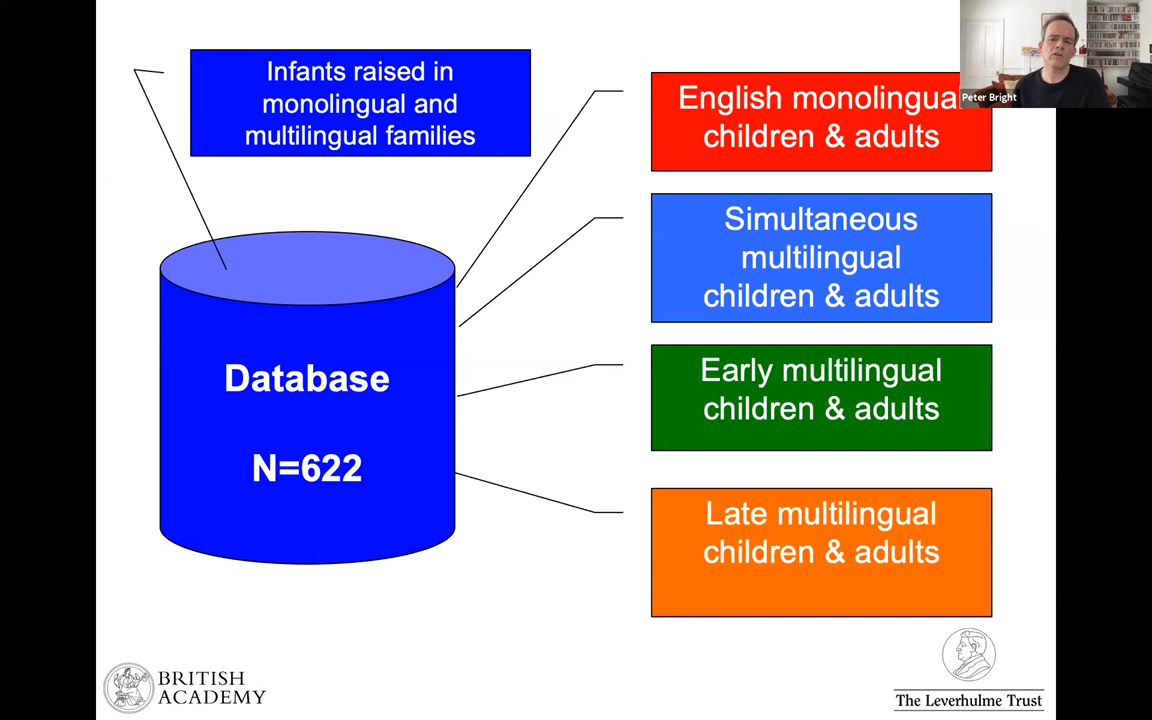 Infants raised in
monolingual and
multilingual families
Peter Bright
English monolingua
children & adults
Simultaneous
multilingual
children & adults
Database
N=622
Early multilingual
children & adults
Late multilingual
children & adults
BRITISH
ACADEMY
The Leverhulme Trust